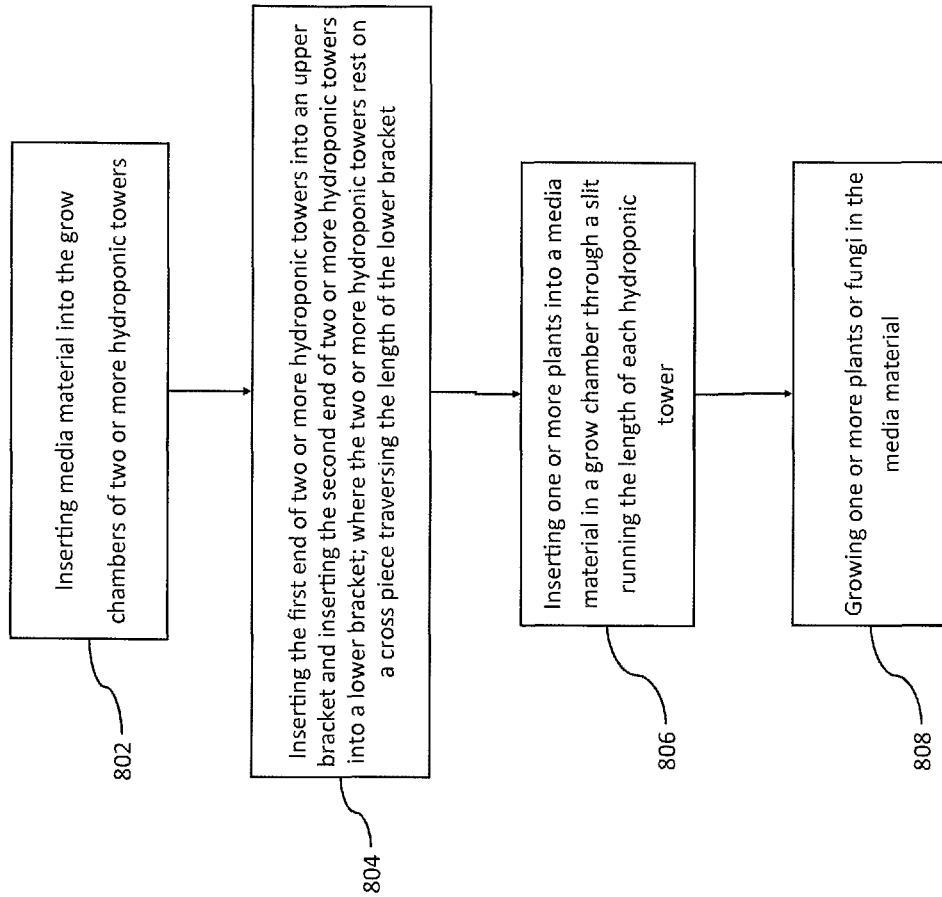 802
Inserting media material into the grow
chambers of two or more hydroponic towers
804
Inserting the first end of two or more hydroponic towers into an upper
bracket and inserting the second end of two or more hydroponic towers
into a lower bracket; where the two or more hydroponic towers rest on
a cross piece traversing the length of the lower bracket
806
Inserting one or more plants into a media
material in a grow chamber through a slit
running the length of each hydroponic
tower
808
Growing one or more plants or fungi in the
media material